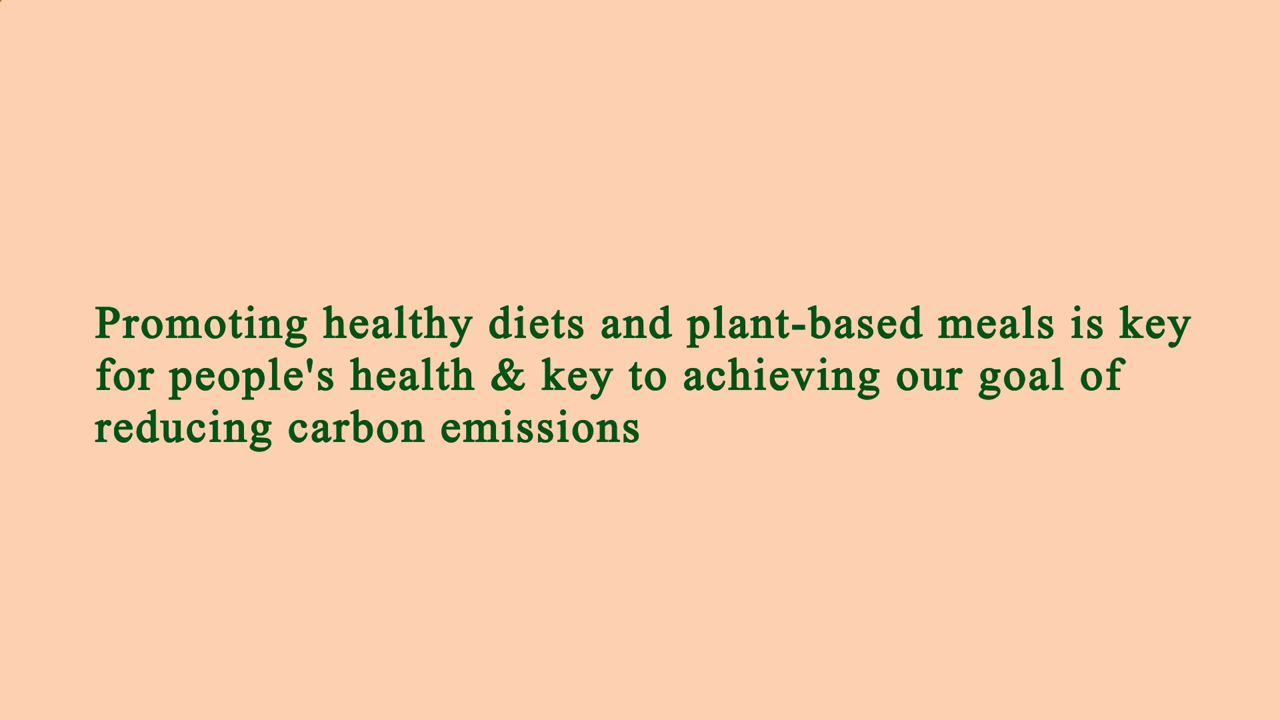 Promoting healthy diets and plant-based meals is key
for people's health & key to achieving our goal of
reducing carbon emissions